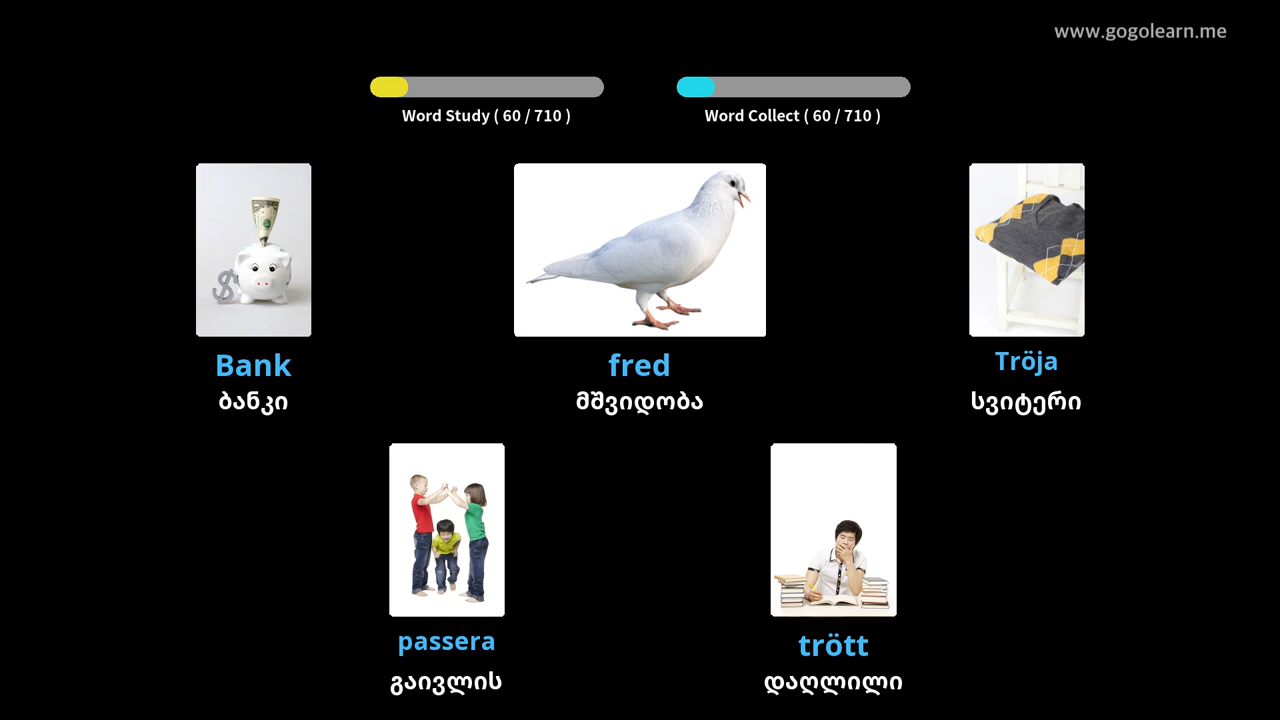 www.gogolearn.me
Word Study ( 60 / 710 )
Word Collect ( 60 / 710 )
Bank
ბანკი
fred
მშვიდობა
Tröja
სვიტერი
passera
გაივლის
trött
დაღლილი